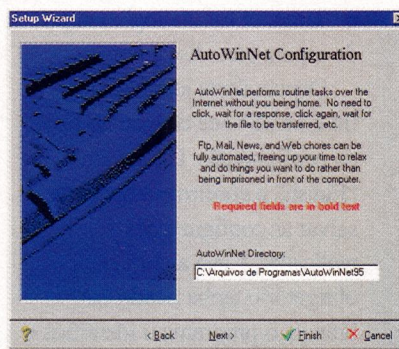 Setup Wizard
AutoWinNet Configuration
AutoWinNet performs routine tasks over the
Internet without you being home. No need to
click, wait for a response, click again, wait for
the file to be transferred, etc.
Ftp, Mail, News, and Web chores can be
fully automated, freeing up your time to relax
and do things you want to do rather than
being imprisoned in front of the computer.
Required fields are in bold text
AutoWinNet Directory:
C:\Arquivos de Programas\AutoWinNet95
< Back
Next >
Finish
Cancel